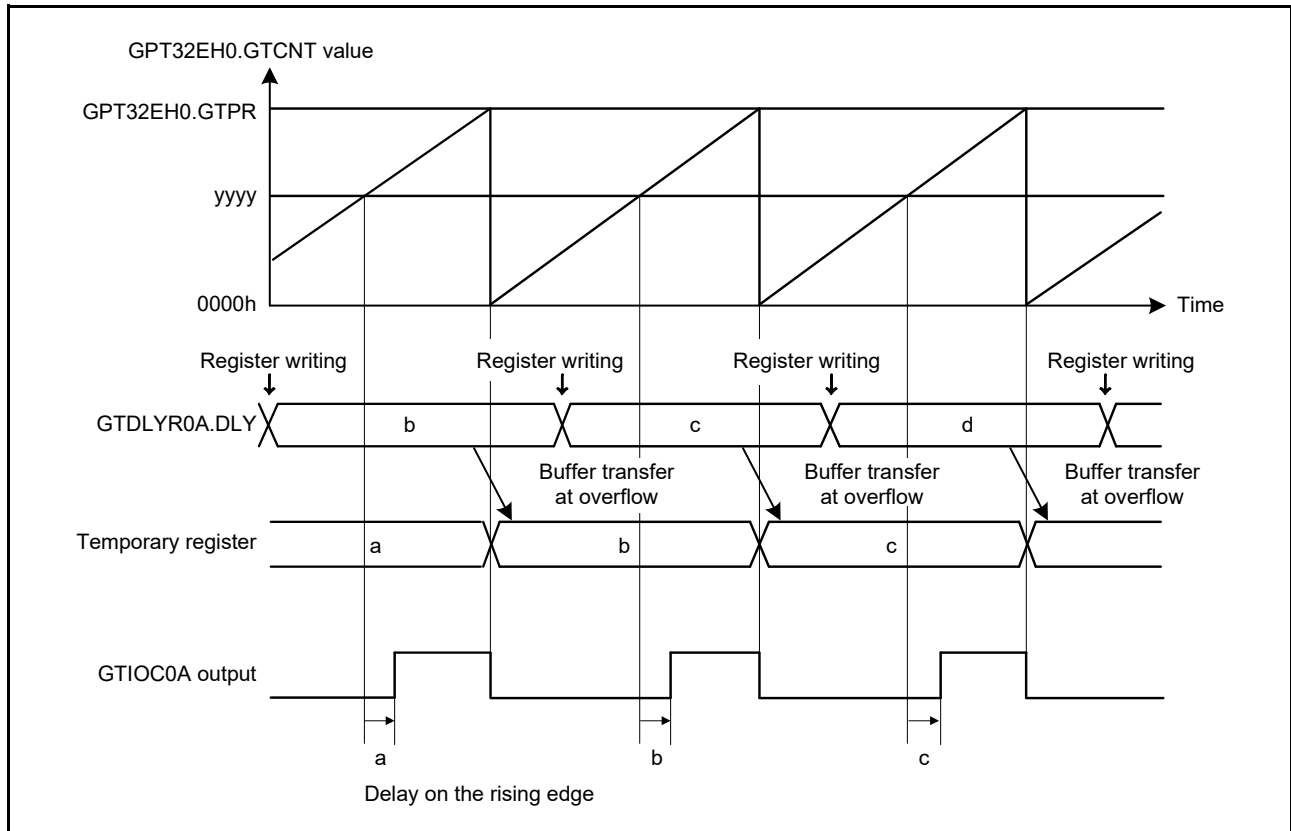 GPT32EH0.GTCNT value
GPT32EH0.GTPR
yyyy
0000h
Time
Register writing
Register writing
Register writing
Register writing
GTDLYR0A.DLY
b
c
d
Buffer transfer
at overflow
Buffer transfer
at overflow
Buffer transfer
at overflow
Temporary register
a
b
c
GTIOC0A output
a
b
c
Delay on the rising edge